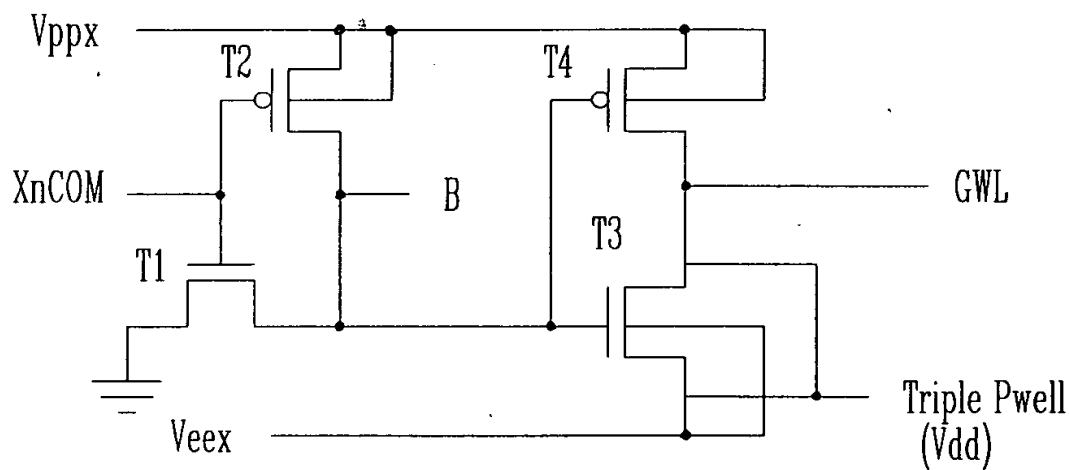 Vppx
T2
T4
XnCOM
B
GWL
T1
T3
Triple Pwell
(Vdd)
Veex